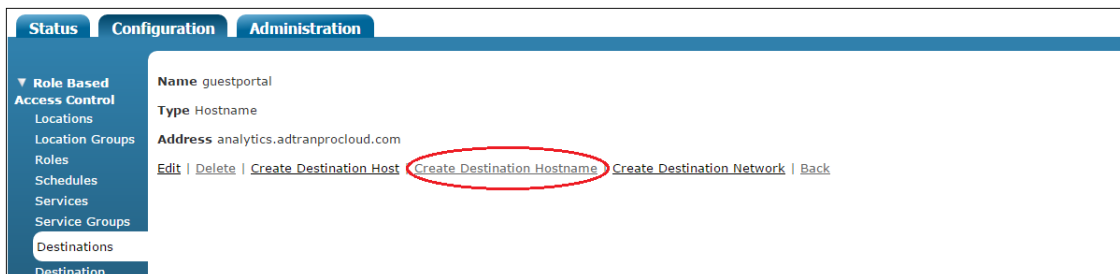 Status Configuration Administration
Role Based
Access Control
Locations
Location Groups
Roles
Schedules
Services
Service Groups
Destinations
Destination
Name guestportal
Type Hostname
Address analytics.adtranprocloud.com
Edit | Delete | Create Destination Host | Create Destination Hostname | Create Destination Network | Back